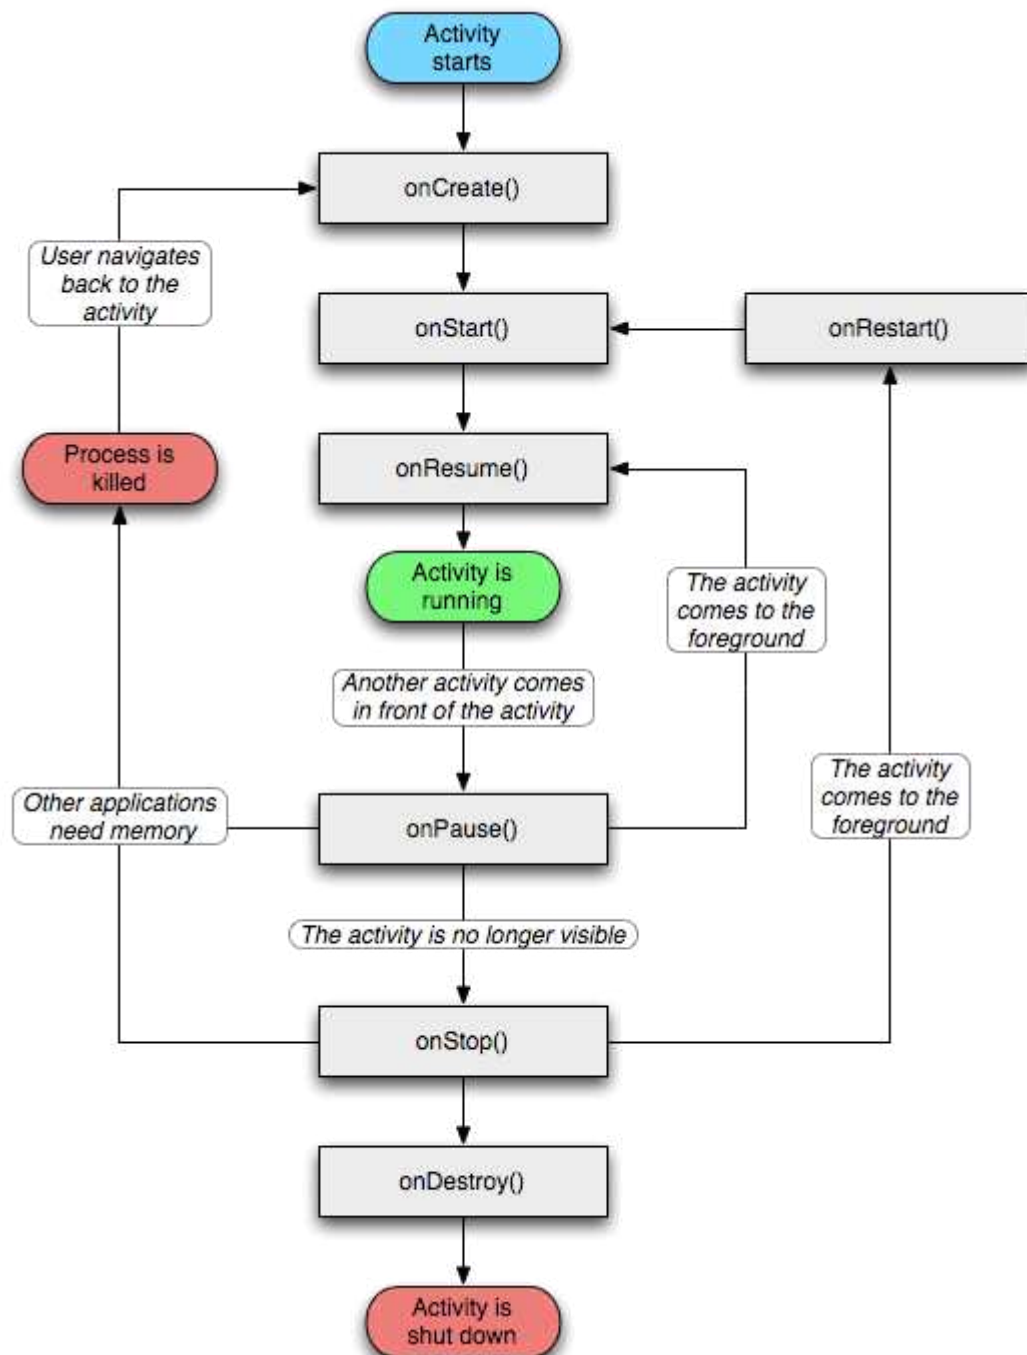 Activity
starts
onCreate()
User navigates
back to the
activity
onStart()
onRestart()
Process is
killed
onResume()
Activity is
running
The activity
comes to the
foreground
Another activity comes
in front of the activity
The activity
comes to the
foreground
Other applications
need memory
onPause()
The activity is no longer visible
onStop()
onDestroy()
Activity is
shut down